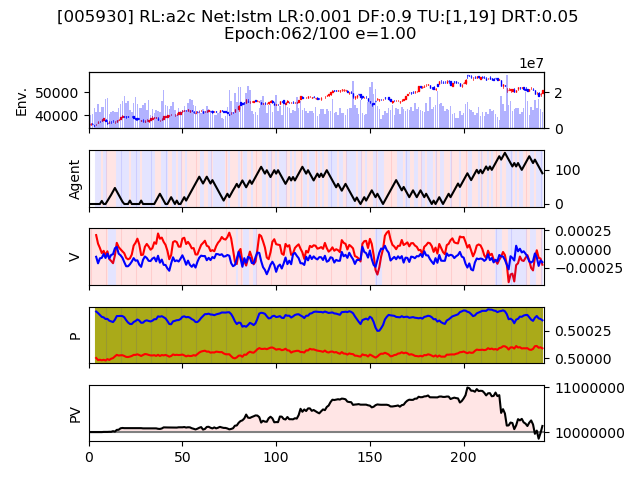 [005930] RL:a2c Net:lstm LR:0.001 DF:0.9 TU:[1,19] DRT:0.05
Epoch:062/100 e=1.00
1e7
Env.
50000
40000
2
0
Agent
100
0
V
0.00025
0.00000
−0.00025
P
0.50025
0.50000
PV
11000000
10000000
0 50 100 150 200